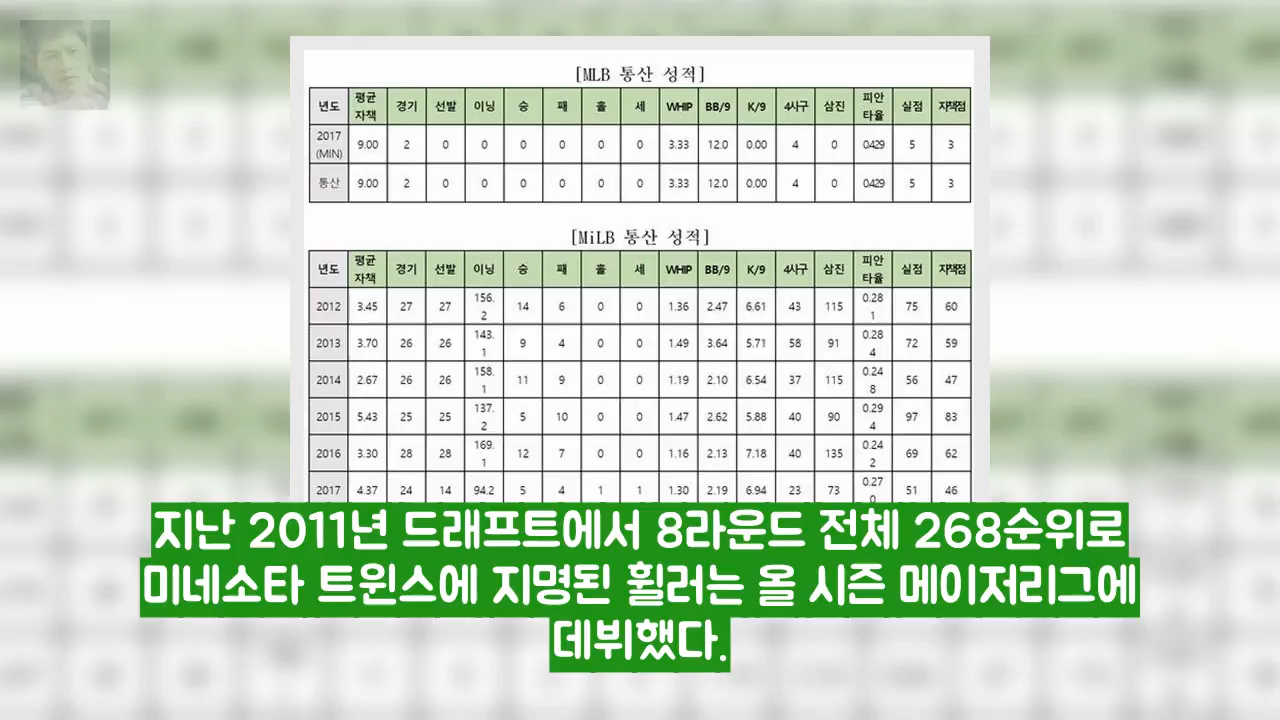 [MLB 통산 성적]
년도 평균자책 경기 선발 이닝 승 패 홀 세 WHIP BB/9 K/9 4사구 삼진 피안타율 실점 자책점
2017 (MIN) 9.00 2 0 0 0 0 0 0 3.33 12.0 0.00 4 0 0.429 5 3
통산 9.00 2 0 0 0 0 0 0 3.33 12.0 0.00 4 0 0.429 5 3
[MiLB 통산 성적]
년도 평균자책 경기 선발 이닝 승 패 홀 세 WHIP BB/9 K/9 4사구 삼진 피안타율 실점 자책점
2012 3.45 27 27 156.2 14 6 0 0 1.36 2.47 6.61 43 115 0.281 75 60
2013 3.70 26 26 143.1 9 4 0 0 1.49 3.64 5.71 58 91 0.284 72 59
2014 2.67 26 26 158.1 11 9 0 0 1.19 2.10 6.54 37 115 0.248 56 47
2015 5.43 25 25 137.2 5 10 0 0 1.47 2.62 5.88 40 90 0.294 97 83
2016 3.30 28 28 169.1 12 7 0 0 1.16 2.13 7.18 40 135 0.242 69 62
2017 4.37 24 14 94.2 5 4 1 1 1.30 2.19 6.94 23 73 0.270 51 46
지난 2011년 드래프트에서 8라운드 전체 268순위로
미네소타 트윈스에 지명된 휠러는 올 시즌 메이저리그에
데뷔했다.